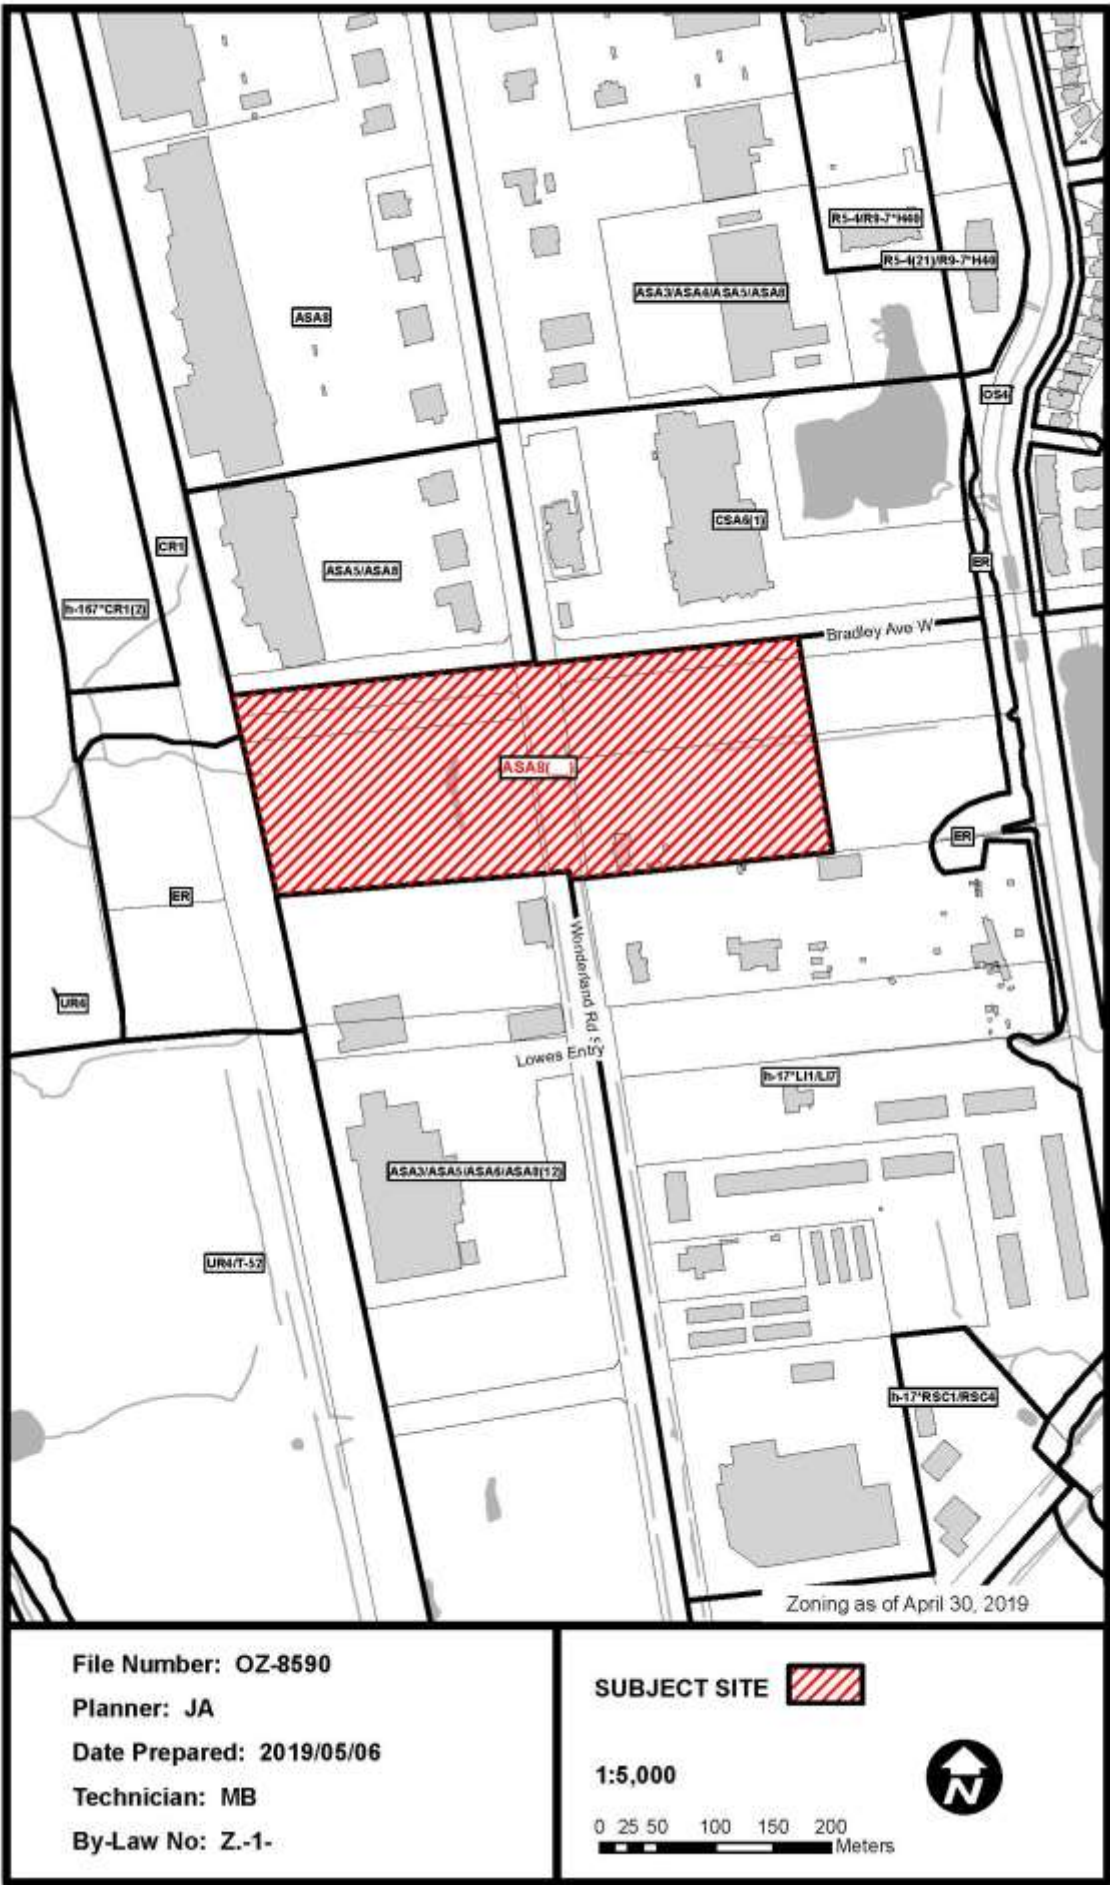 R5-4/R9-7*H40
R5-4(21)/R9-7*H40
ASA3/ASA4/ASA5/ASA8
ASA8
OS4
CSA6(1)
CR1
ER
ASA5/ASA8
h-167*CR1(2)
Bradley Ave W
ASA8(__)
ER
ER
Wonderland Rd S
UR6
Lowes Entry
h-17*LI1/LI7
ASA3/ASA5/ASA6/ASA8(12)
UR4/T-52
h-17*RSC1/RSC4
Zoning as of April 30, 2019
File Number: OZ-8590
Planner: JA
Date Prepared: 2019/05/06
Technician: MB
By-Law No: Z.-1-
SUBJECT SITE
1:5,000
N
0 25 50 100 150 200
Meters